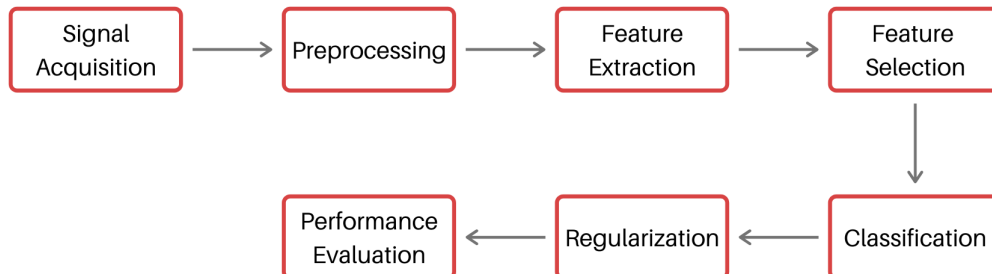 Signal
Acquisition
Preprocessing
Feature
Extraction
Feature
Selection
Classification
Regularization
Performance
Evaluation